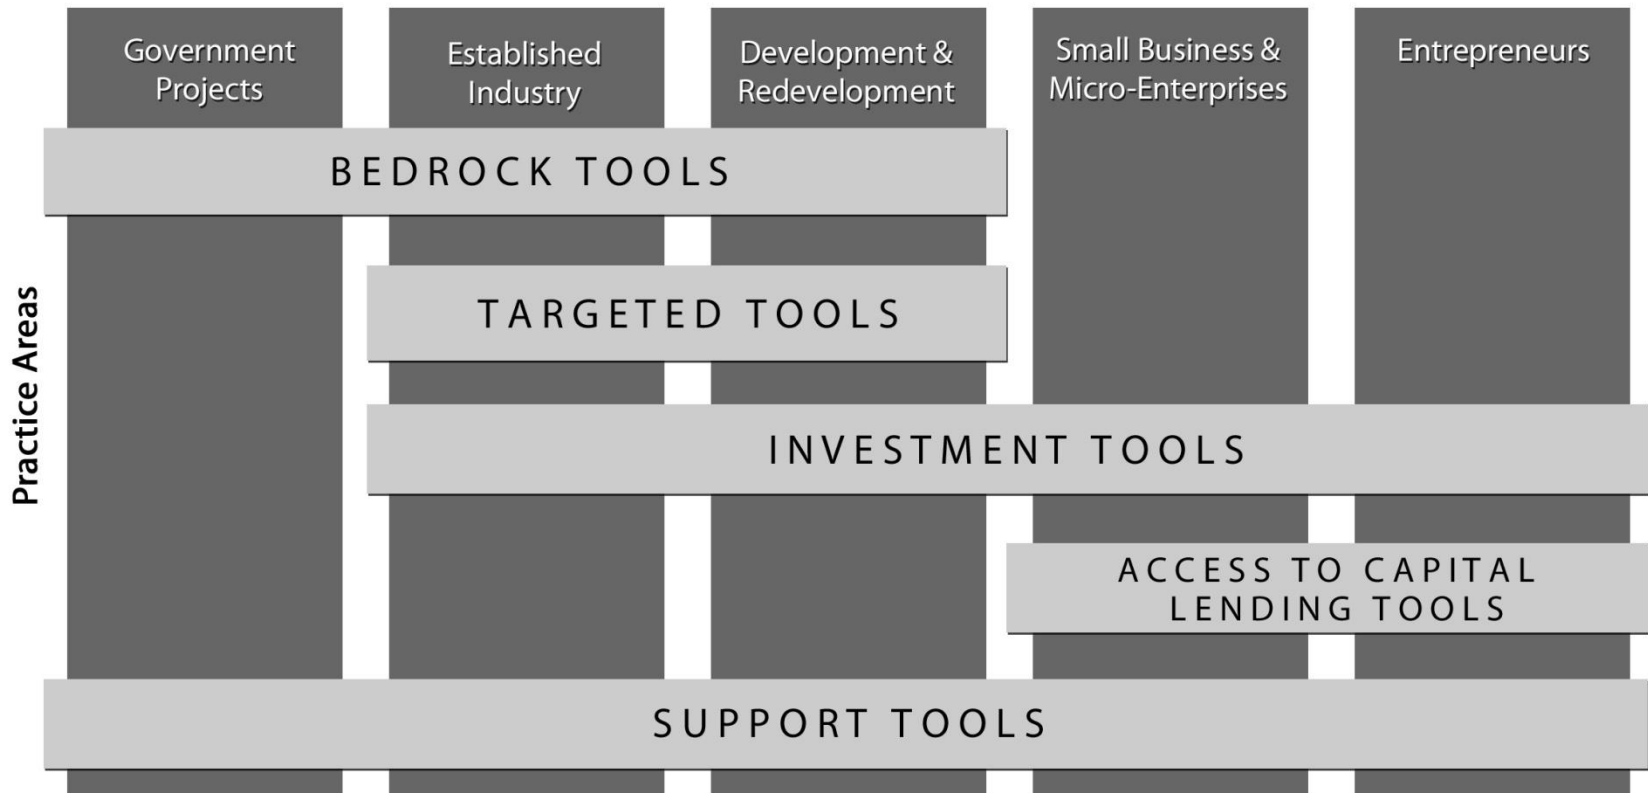 Government
Projects
Established
Industry
Development &
Redevelopment
Small Business &
Micro-Enterprises
Entrepreneurs
BEDROCK TOOLS
TARGETED TOOLS
Practice Areas
INVESTMENT TOOLS
ACCESS TO CAPITAL
LENDING TOOLS
SUPPORT TOOLS